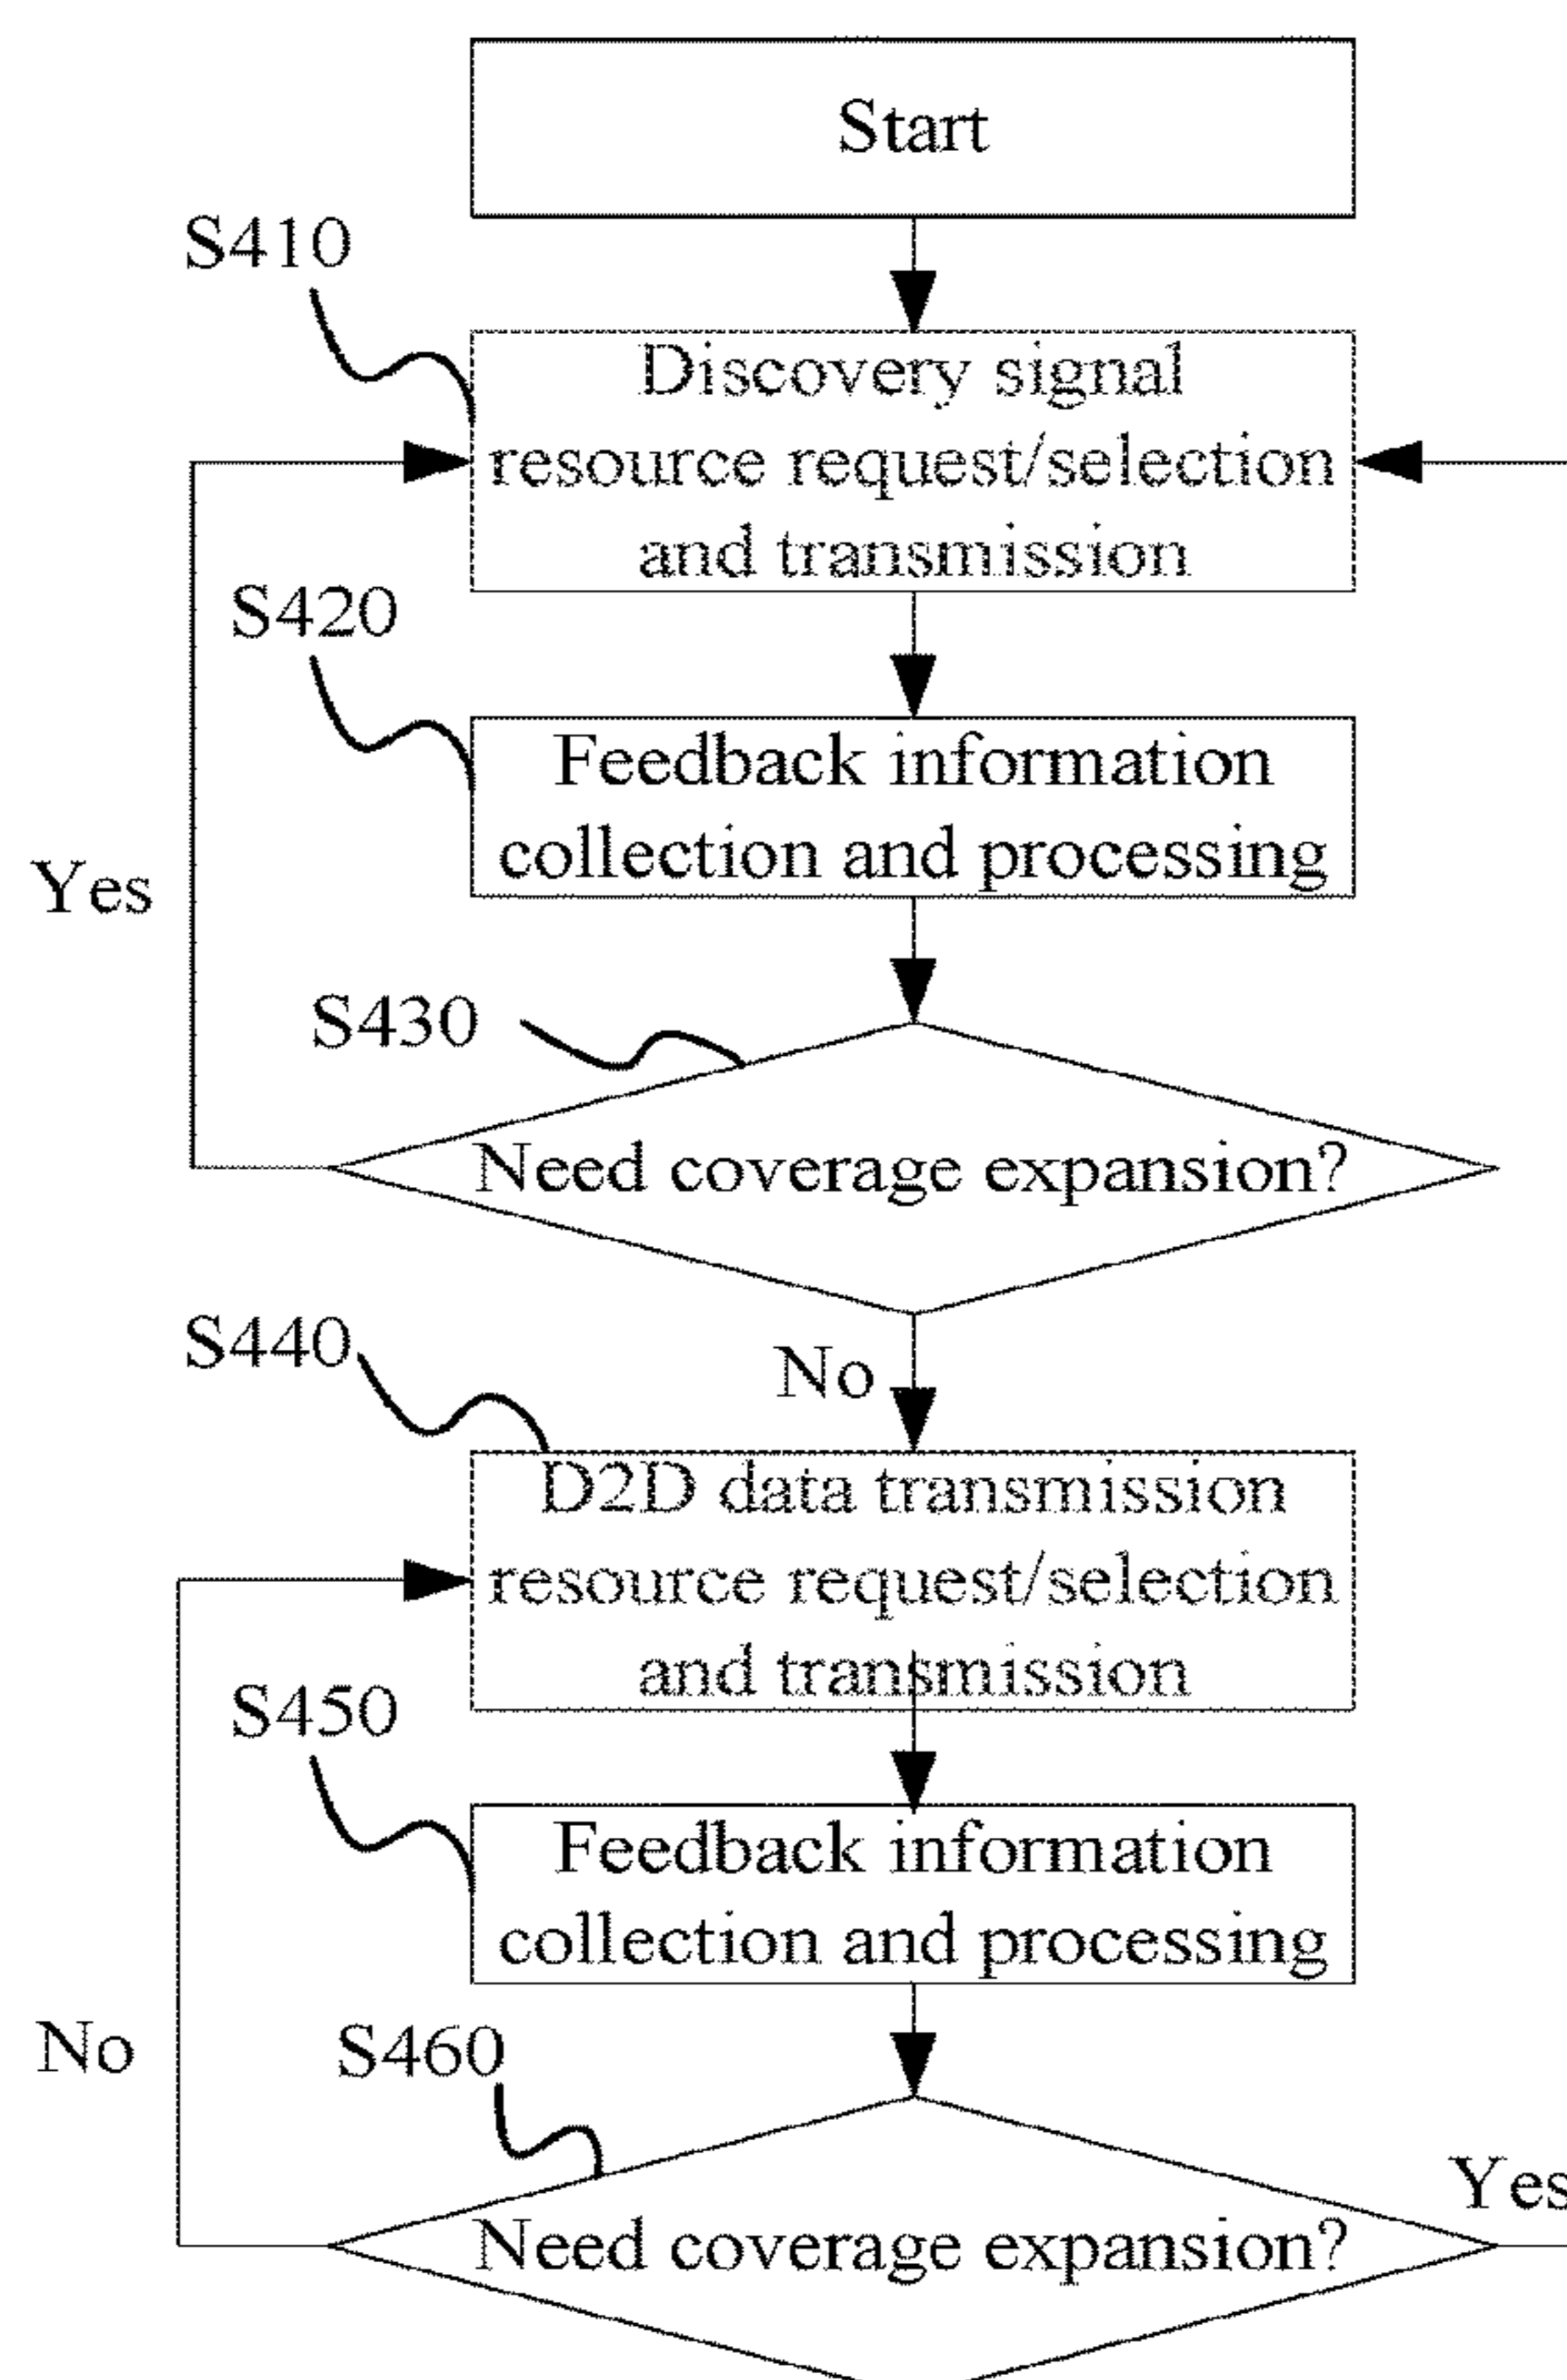 Start
S410
Discovery signal
resource request/selection
and transmission
S420
Feedback information
collection and processing
Yes
S430
Need coverage expansion?
S440
No
D2D data transmission
resource request/selection
and transmission
S450
Feedback information
collection and processing
No
S460
Yes
Need coverage expansion?